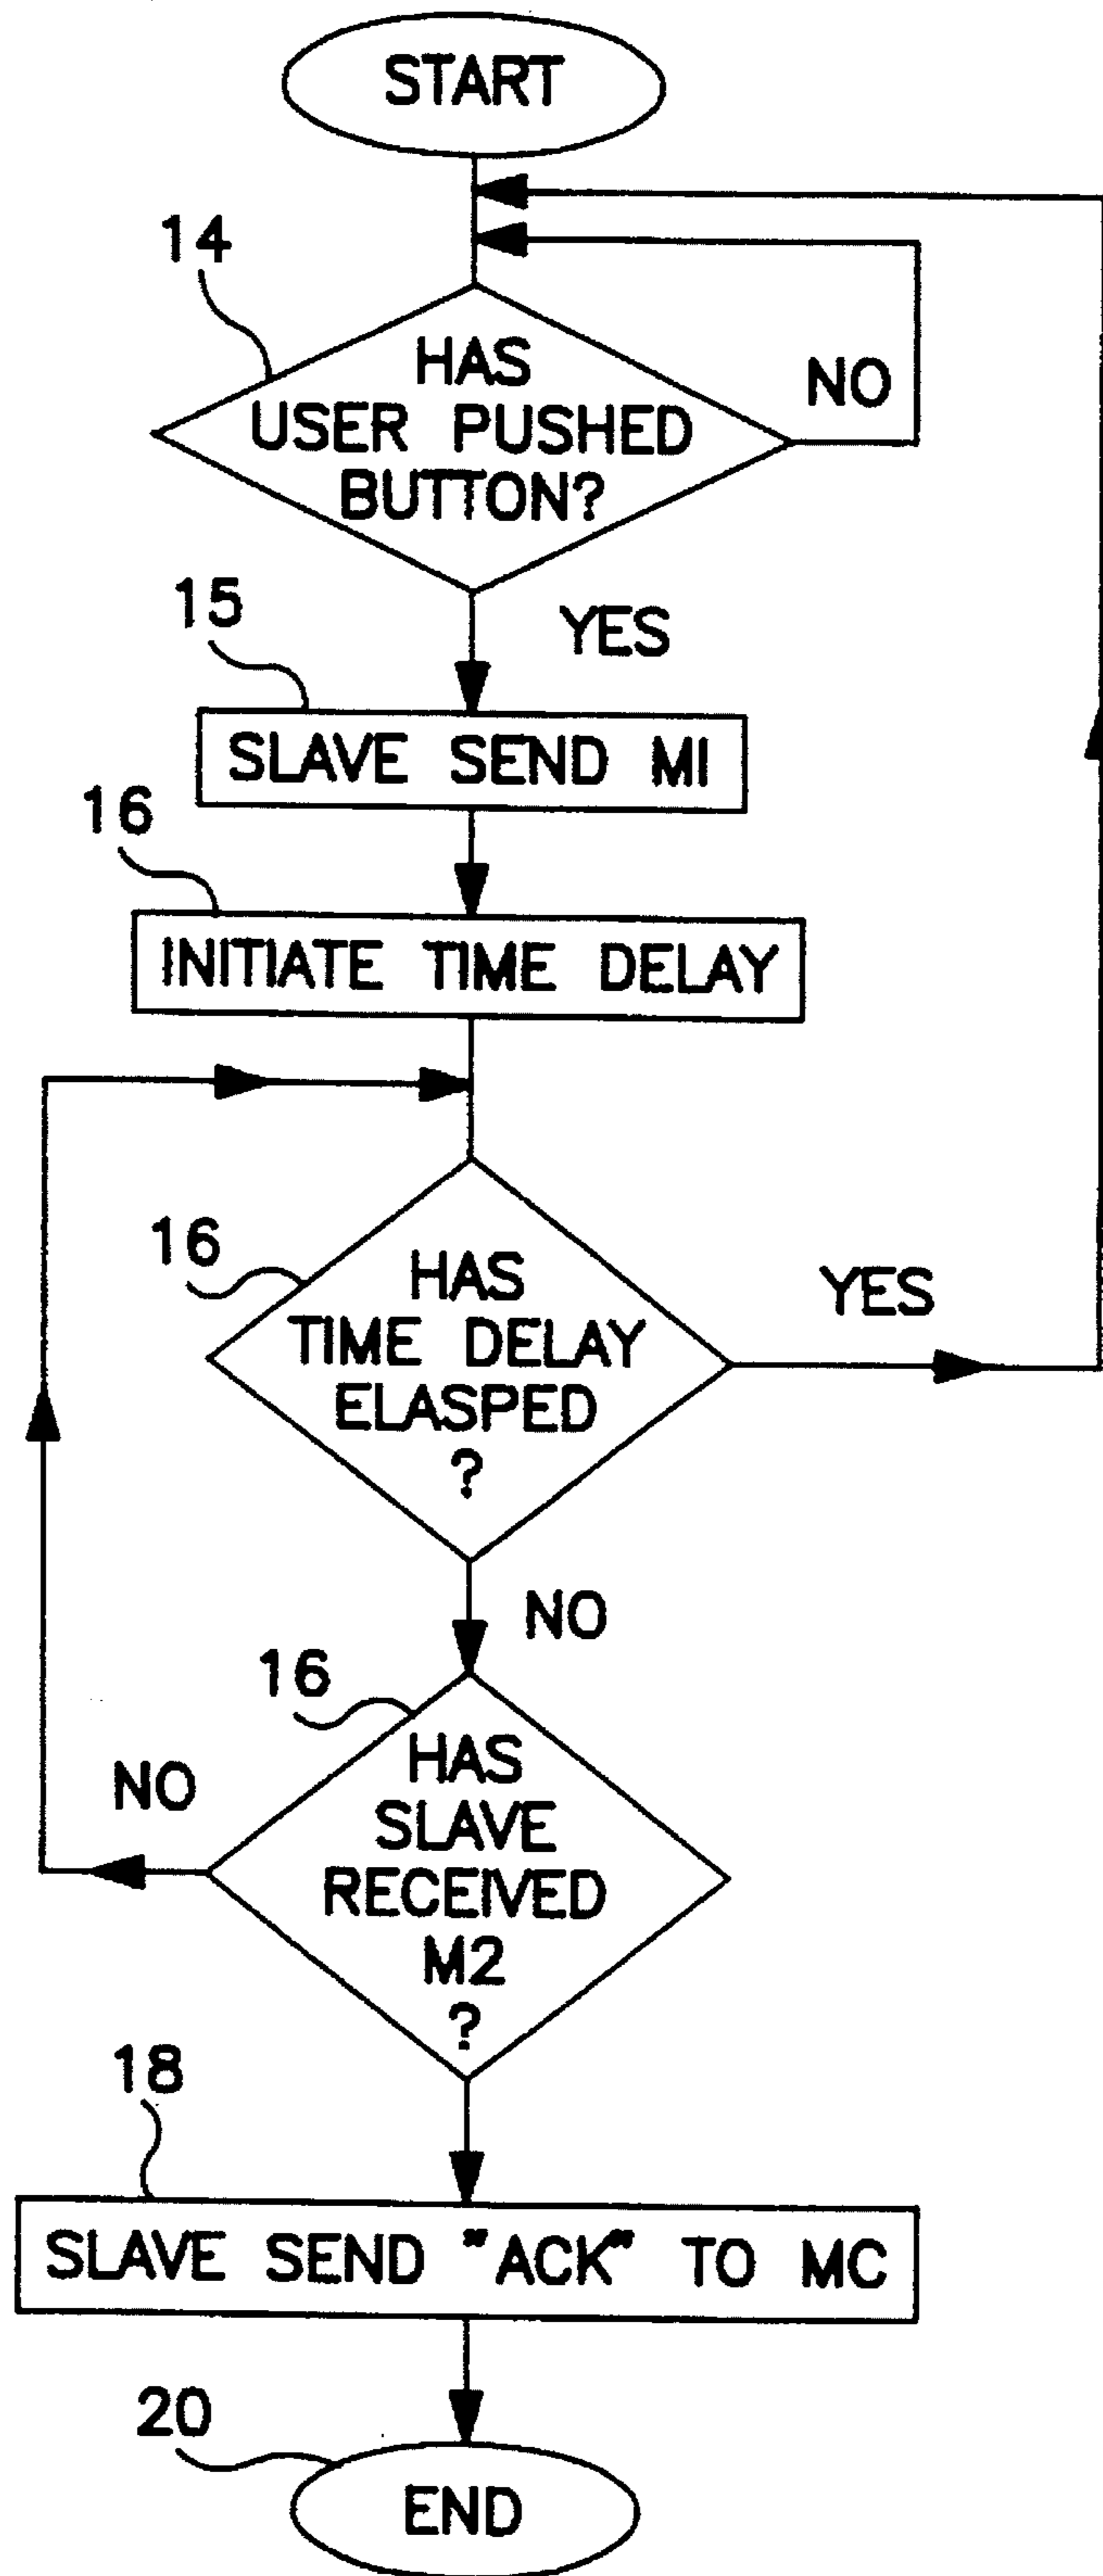 START
14
HAS
USER PUSHED
BUTTON?
NO
YES
15
SLAVE SEND M1
16
INITIATE TIME DELAY
16
HAS
TIME DELAY
ELASPED
?
YES
NO
16
HAS
SLAVE
RECEIVED
M2
?
NO
18
SLAVE SEND "ACK" TO MC
20
END